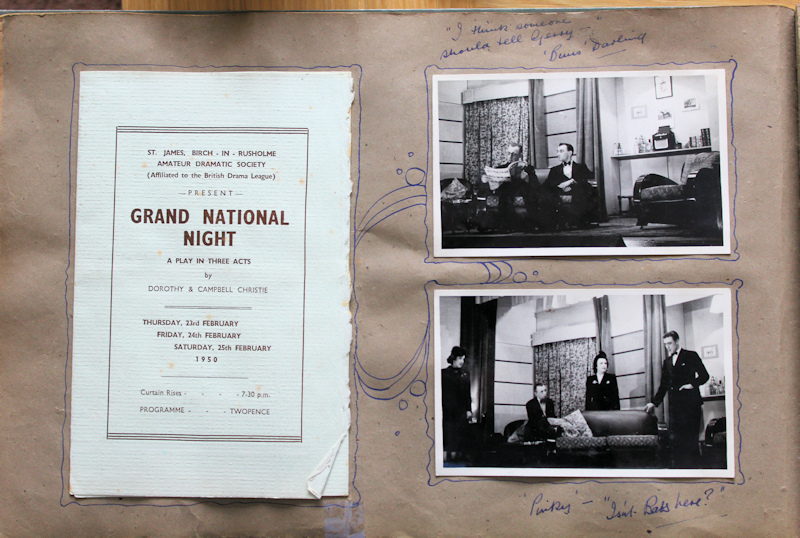 ST. JAMES, BIRCH - IN - RUSHOLME
AMATEUR DRAMATIC SOCIETY
(Affiliated to the British Drama League)
—PRESENT—
GRAND NATIONAL
NIGHT
A PLAY IN THREE ACTS
by
DOROTHY & CAMPBELL CHRISTIE
THURSDAY, 23rd FEBRUARY
FRIDAY, 24th FEBRUARY
SATURDAY, 25th FEBRUARY
1950
Curtain Rises - - - - 7-30 p.m.
PROGRAMME - - - TWOPENCE
"I think someone
should tell Gerry —"
'Buns' Darling
'Pinky' — "Isn't Babs here?"